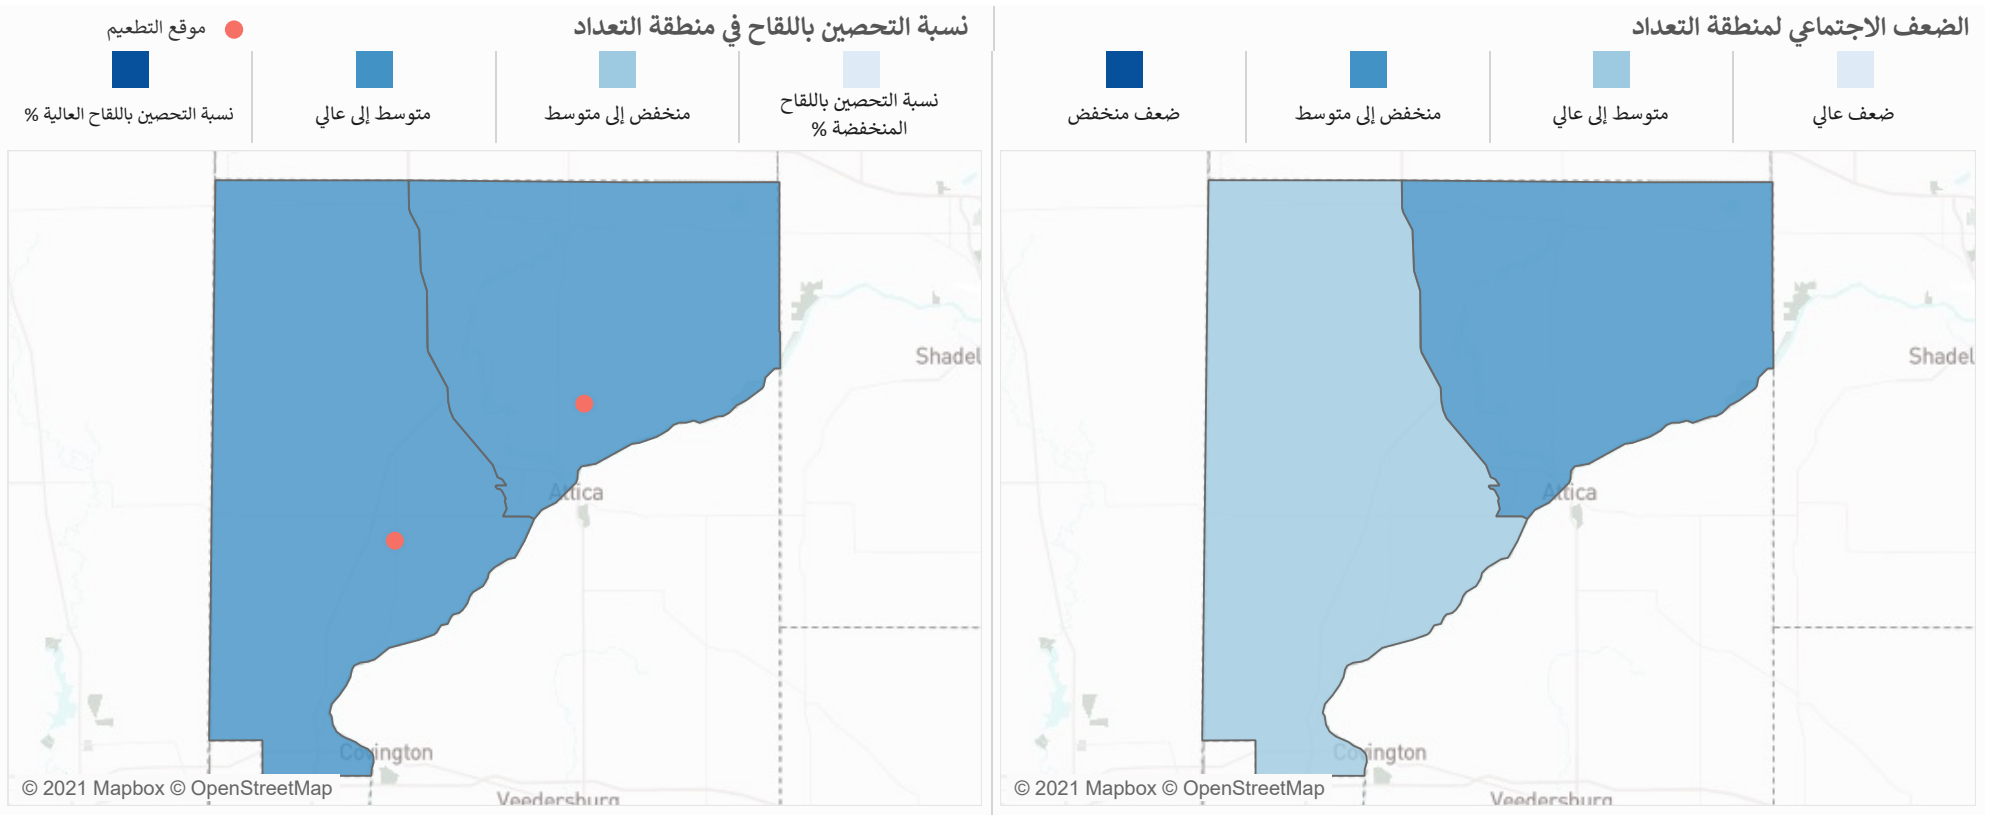 الضعف الاجتماعي لمنطقة التعداد
ضعف عالي
متوسط إلى عالي
منخفض إلى متوسط
ضعف منخفض
Shadel
Attica
Covington
Veedersburg
© 2021 Mapbox © OpenStreetMap
نسبة التحصين باللقاح في منطقة التعداد
موقع التطعيم
نسبة التحصين باللقاح
المنخفضة %
منخفض إلى متوسط
متوسط إلى عالي
نسبة التحصين باللقاح العالية %
Shadel
Attica
Covington
Veedersburg
© 2021 Mapbox © OpenStreetMap